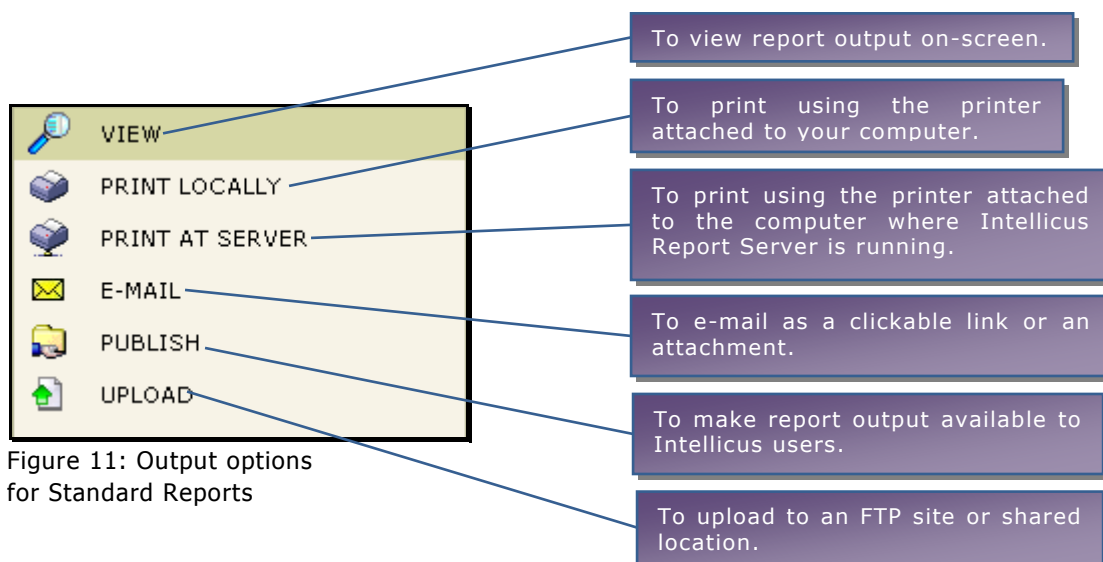 To view report output on-screen.
To print using the printer
attached to your computer.
To print using the printer attached
to the computer where Intellicus
Report Server is running.
To e-mail as a clickable link or an
attachment.
To make report output available to
Intellicus users.
To upload to an FTP site or shared
location.
VIEW
PRINT LOCALLY
PRINT AT SERVER
E-MAIL
PUBLISH
UPLOAD
Figure 11: Output options
for Standard Reports